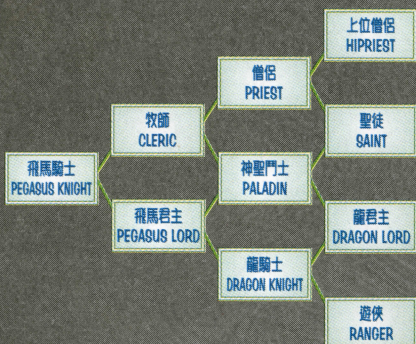 上位僧侶
HIPRIEST
僧侶
PRIEST
牧師
CLERIC
聖徒
SAINT
飛馬騎士
PEGASUS KNIGHT
神聖鬥士
PALADIN
飛馬君主
PEGASUS LORD
龍君主
DRAGON LORD
龍騎士
DRAGON KNIGHT
遊俠
RANGER